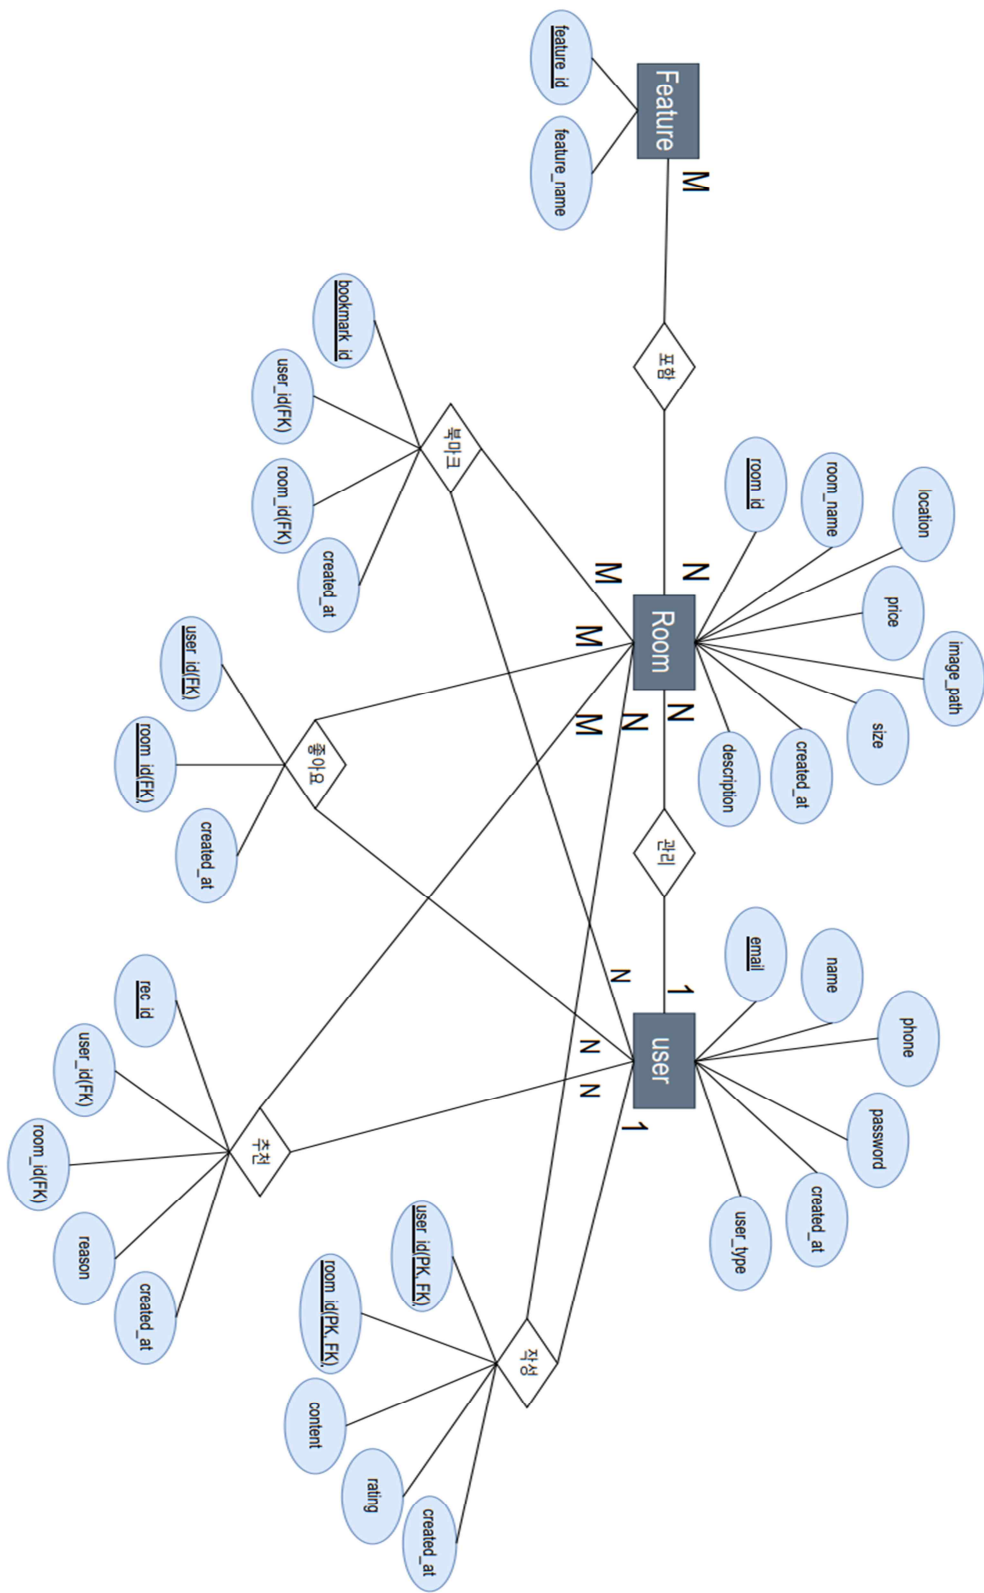 Feature
feature_id
feature_name
M
포함
N
Room
room_id
room_name
location
price
image_path
size
created_at
description
N
관리
1
user
email
name
phone
password
created_at
user_type
M
북마크
bookmark_id
user_id(FK)
room_id(FK)
created_at
N
M
좋아요
user_id(FK)
room_id(FK)
created_at
N
M
추천
rec_id
user_id(FK)
room_id(FK)
reason
created_at
N
N
작성
user_id(PK, FK)
room_id(PK, FK)
content
rating
created_at
1